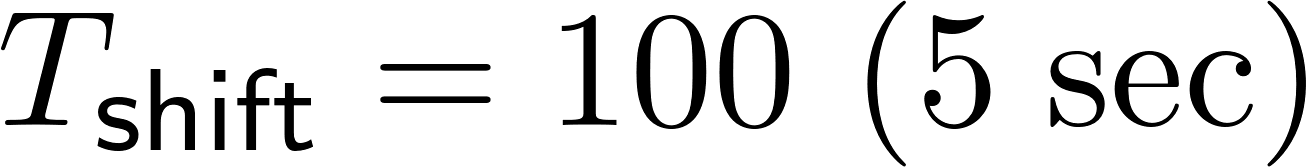 T_shift = 100 (5 sec)